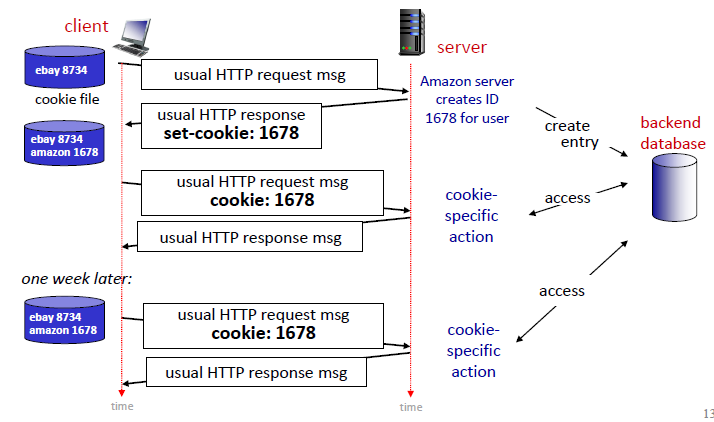 client
server
ebay 8734
cookie file
usual HTTP request msg
Amazon server
creates ID
1678 for user
usual HTTP response
set-cookie: 1678
create
entry
backend
database
ebay 8734
amazon 1678
usual HTTP request msg
cookie: 1678
cookie-
specific
action
access
usual HTTP response msg
one week later:
access
ebay 8734
amazon 1678
usual HTTP request msg
cookie: 1678
cookie-
specific
action
usual HTTP response msg
time
time
13